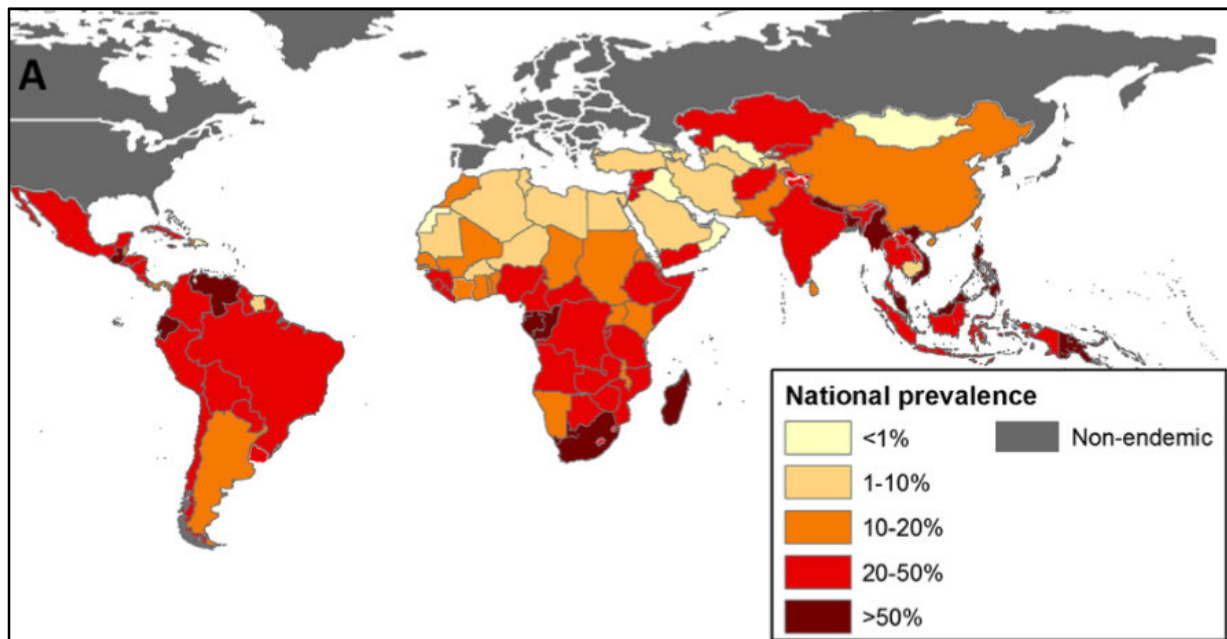 A
National prevalence
<1%
Non-endemic
1-10%
10-20%
20-50%
>50%